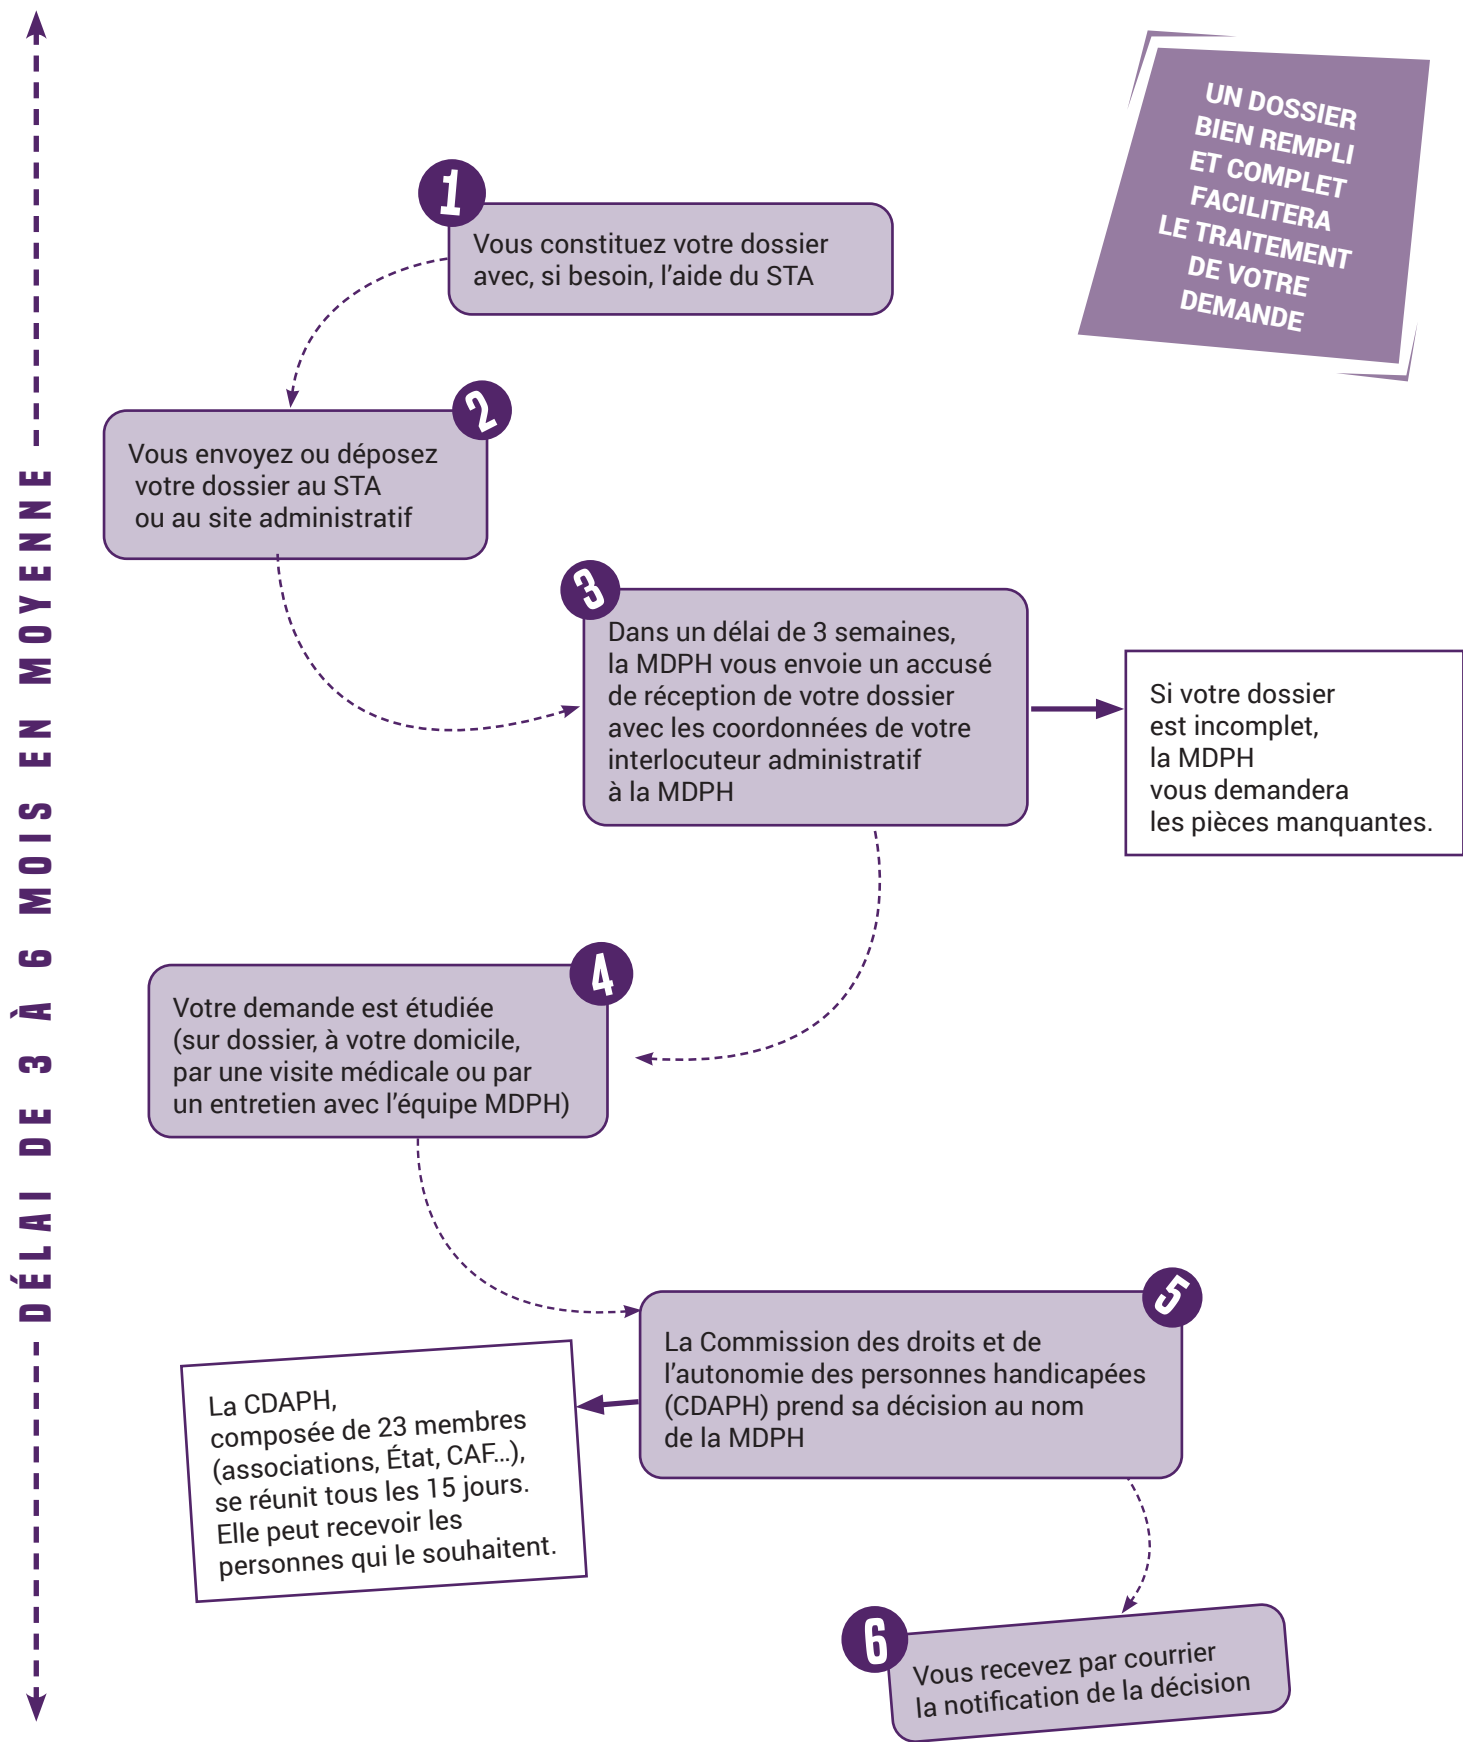 DÉLAI DE 3 À 6 MOIS EN MOYENNE
UN DOSSIER
BIEN REMPLI
ET COMPLET
FACILITERA
LE TRAITEMENT
DE VOTRE
DEMANDE
1
Vous constituez votre dossier
avec, si besoin, l'aide du STA
2
Vous envoyez ou déposez
votre dossier au STA
ou au site administratif
3
Dans un délai de 3 semaines,
la MDPH vous envoie un accusé
de réception de votre dossier
avec les coordonnées de votre
interlocuteur administratif
à la MDPH
Si votre dossier
est incomplet,
la MDPH
vous demandera
les pièces manquantes.
4
Votre demande est étudiée
(sur dossier, à votre domicile,
par une visite médicale ou par
un entretien avec l'équipe MDPH)
5
La Commission des droits et de
l'autonomie des personnes handicapées
(CDAPH) prend sa décision au nom
de la MDPH
La CDAPH,
composée de 23 membres
(associations, État, CAF...),
se réunit tous les 15 jours.
Elle peut recevoir les
personnes qui le souhaitent.
6
Vous recevez par courrier
la notification de la décision